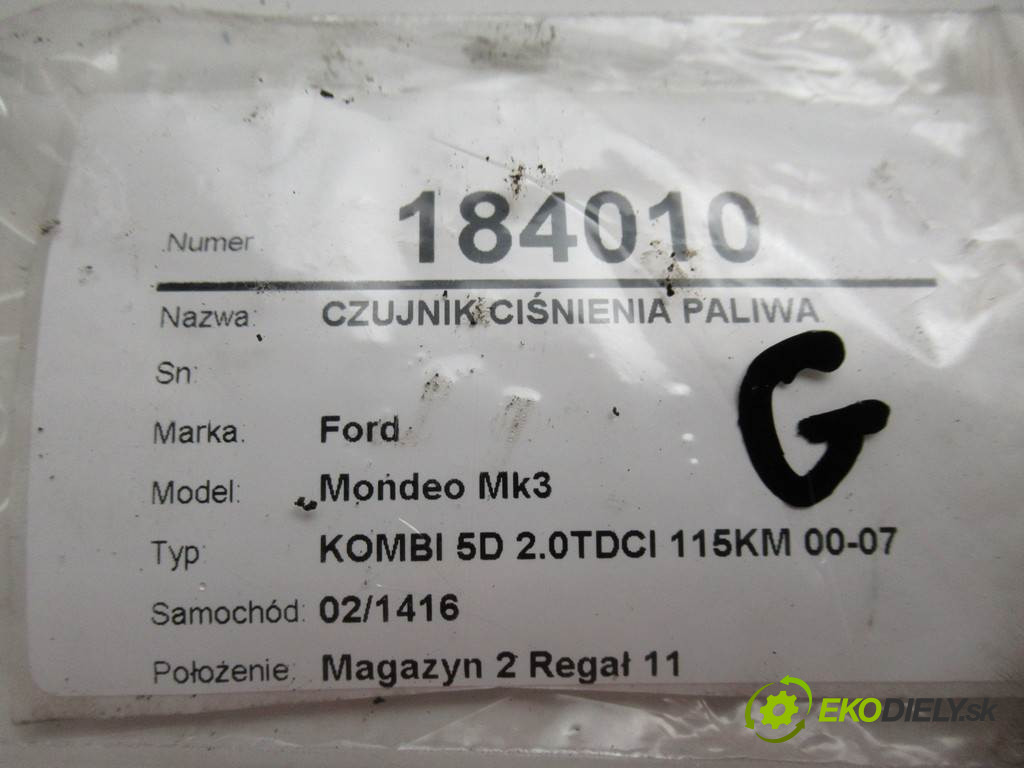 Numer 184010
Nazwa: CZUJNIK CIŚNIENIA PALIWA
Sn:
G
Marka: Ford
Model: Mondeo Mk3
Typ: KOMBI 5D 2.0TDCI 115KM 00-07
Samochód: 02/1416
Położenie: Magazyn 2 Regał 11
EKODIELY.sk